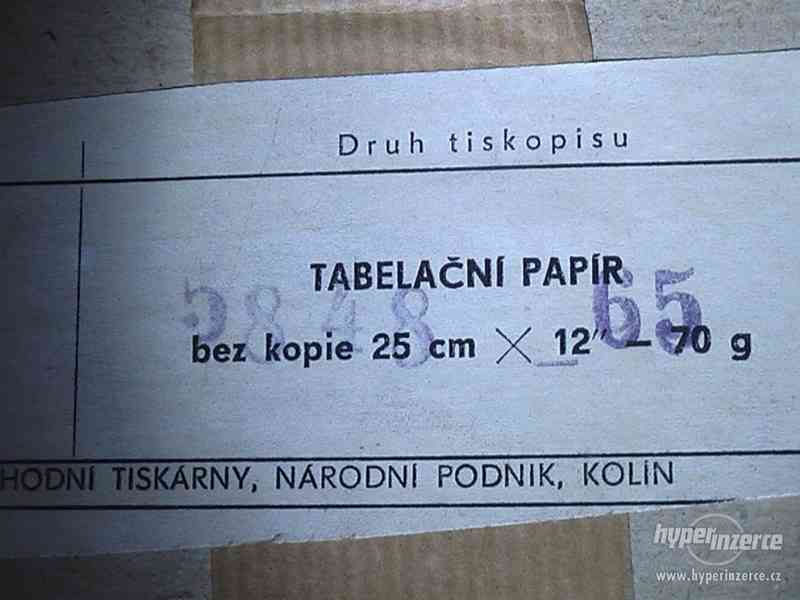 Druh tiskopisu
TABELAČNÍ PAPÍR
5848 65
bez kopie 25 cm × 12" — 70 g
HODNÍ TISKÁRNY, NÁRODNÍ PODNIK, KOLÍN
hyperinzerce
www.hyperinzerce.cz